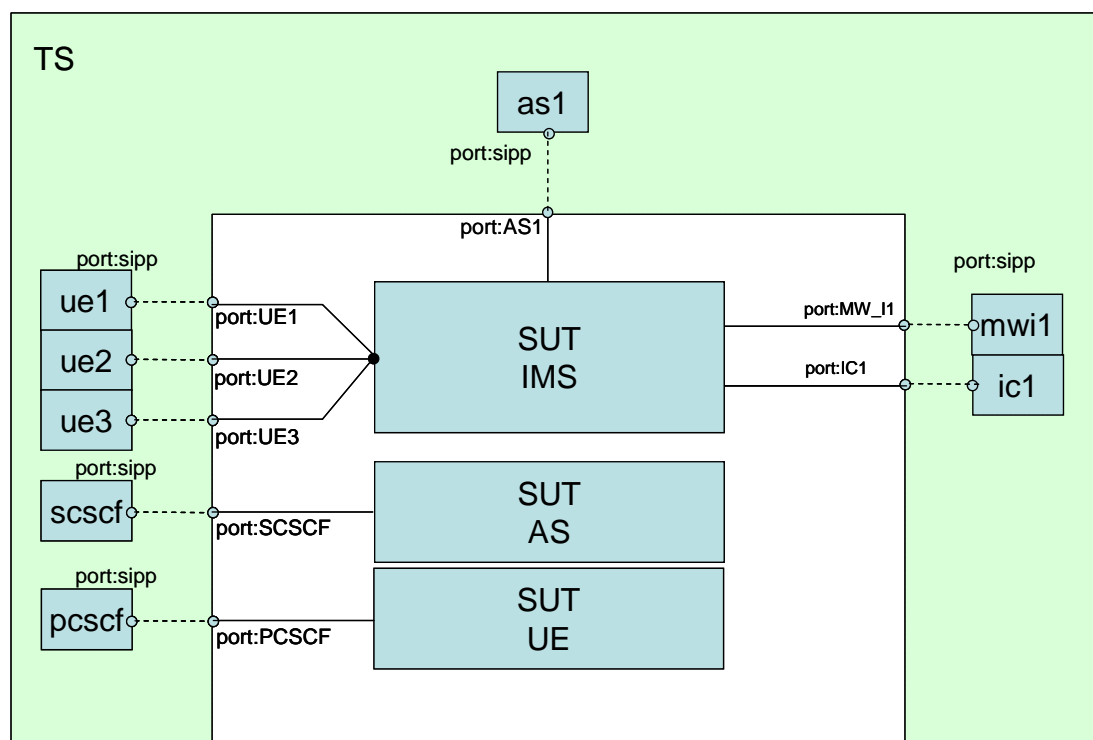 TS
as1
port:sipp
port:AS1
port:sipp
port:sipp
ue1
port:UE1
SUT
IMS
port:MW_I1
mwi1
ue2
port:UE2
port:IC1
ic1
ue3
port:UE3
port:sipp
scscf
port:SCSCF
SUT
AS
port:sipp
pcscf
port:PCSCF
SUT
UE